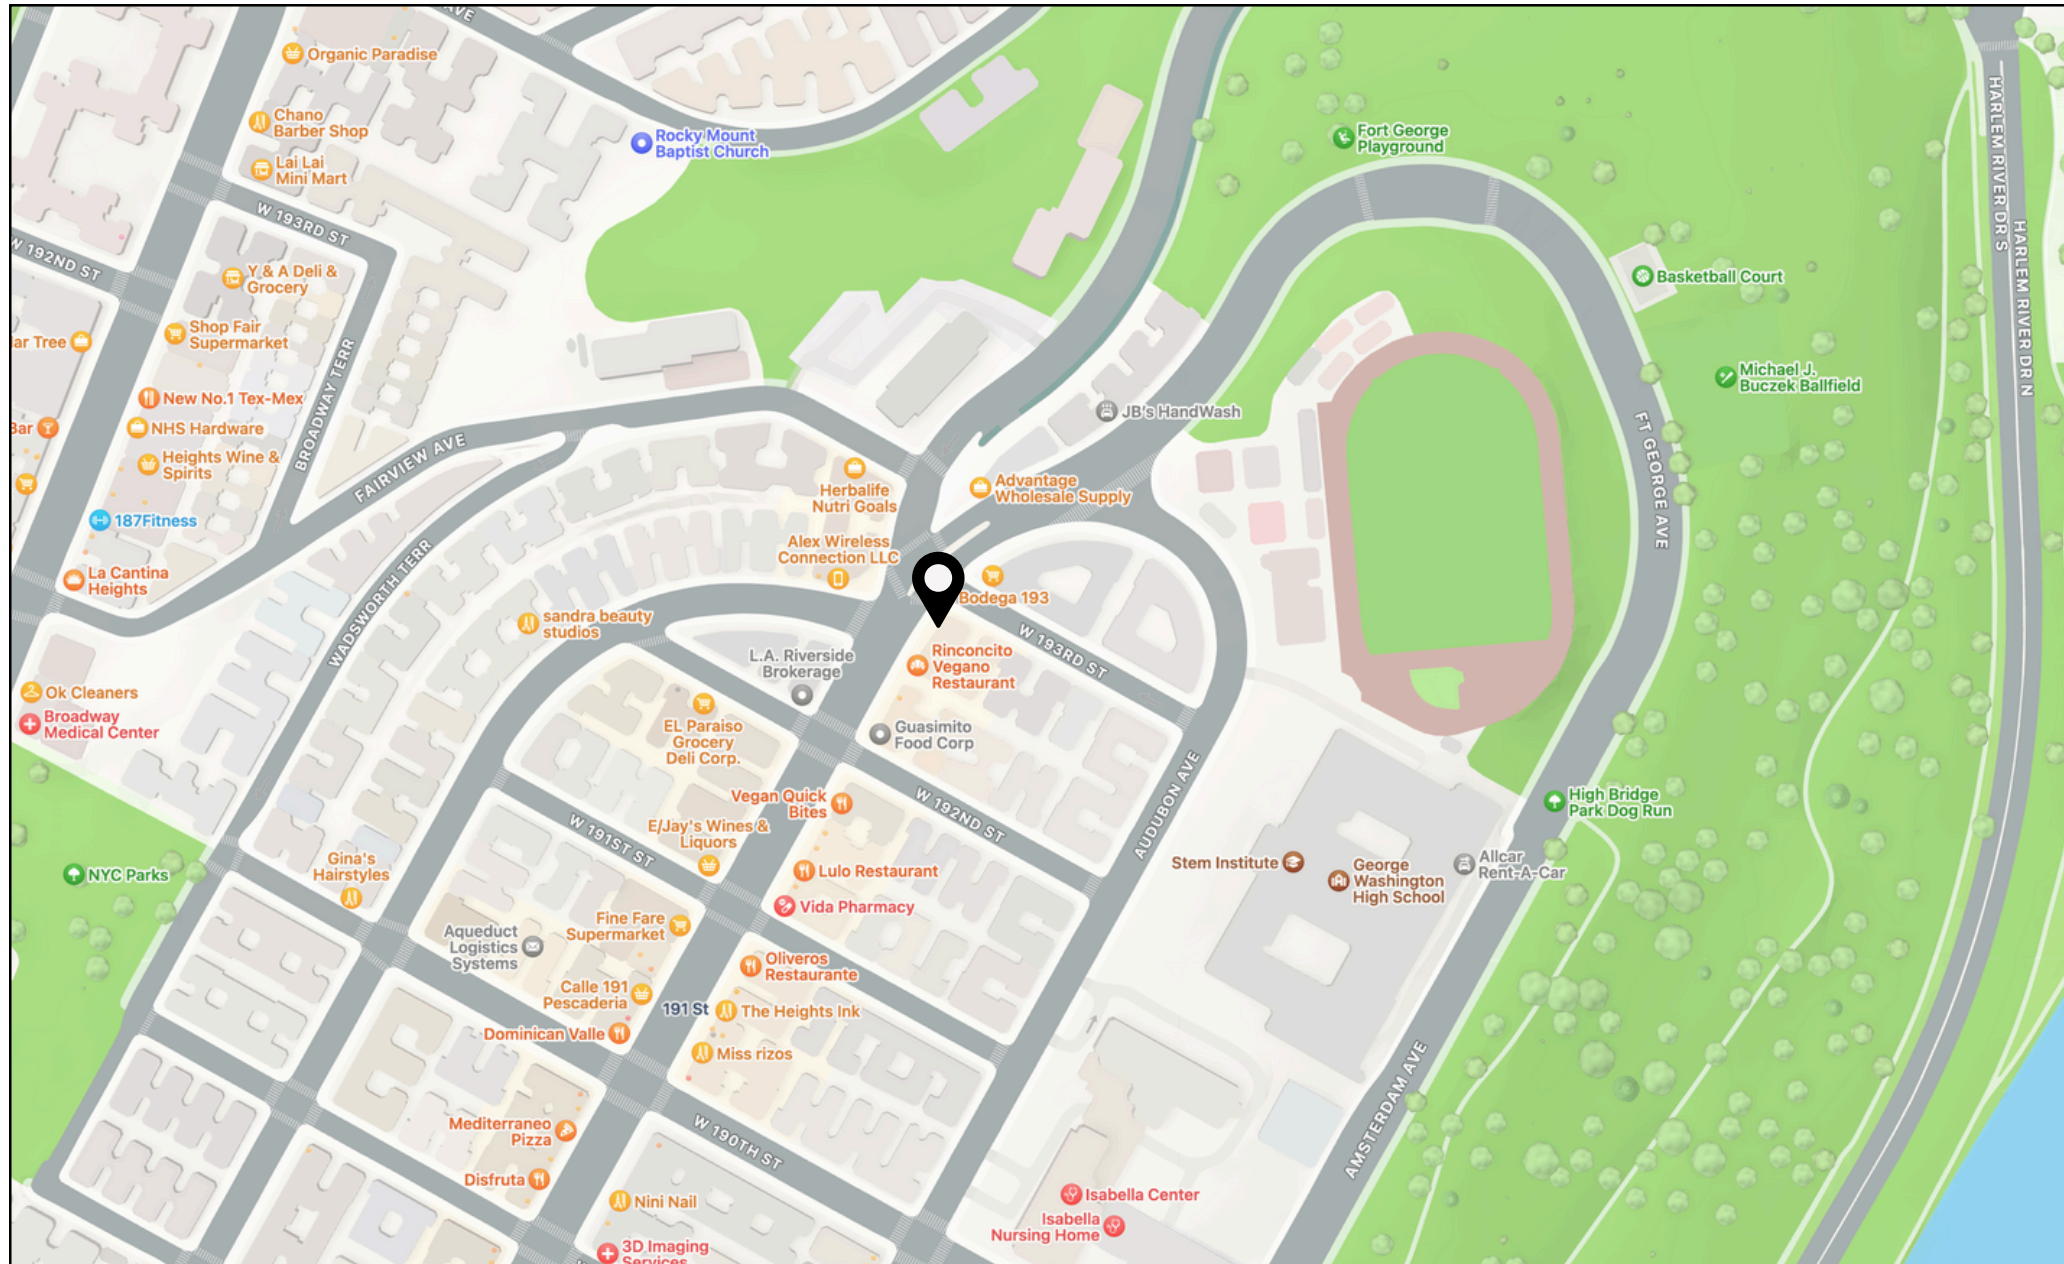 AVE
Organic Paradise
Chano
Barber Shop
Lai Lai
Mini Mart
Rocky Mount
Baptist Church
Fort George
Playground
HARLEM RIVER DR S
HARLEM RIVER DR N
W 193RD ST
W 192ND ST
Y & A Deli &
Grocery
Basketball Court
Shop Fair
Supermarket
ar Tree
BROADWAY TERR
Michael J.
Buczek Ballfield
New No.1 Tex-Mex
Bar
NHS Hardware
JB's HandWash
FAIRVIEW AVE
FT GEORGE AVE
Heights Wine &
Spirits
Herbalife
Nutri Goals
Advantage
Wholesale Supply
187Fitness
Alex Wireless
Connection LLC
La Cantina
Heights
WADSWORTH TERR
Bodega 193
sandra beauty
studios
W 193RD ST
L.A. Riverside
Brokerage
Rinconcito
Vegano
Restaurant
Ok Cleaners
Broadway
Medical Center
EL Paraiso
Grocery
Deli Corp.
Guasimito
Food Corp
AUDUBON AVE
Vegan Quick
Bites
W 192ND ST
High Bridge
Park Dog Run
W 191ST ST
E/Jay's Wines &
Liquors
Gina's
Hairstyles
NYC Parks
Lulo Restaurant
Stem Institute
George
Washington
High School
Allcar
Rent-A-Car
Vida Pharmacy
Fine Fare
Supermarket
Aqueduct
Logistics
Systems
Oliveros
Restaurante
Calle 191
Pescaderia
191 St
The Heights Ink
Dominican Valle
Miss rizos
AMSTERDAM AVE
Mediterraneo
Pizza
W 190TH ST
Disfruta
Nini Nail
Isabella Center
Isabella
Nursing Home
3D Imaging
Services
W